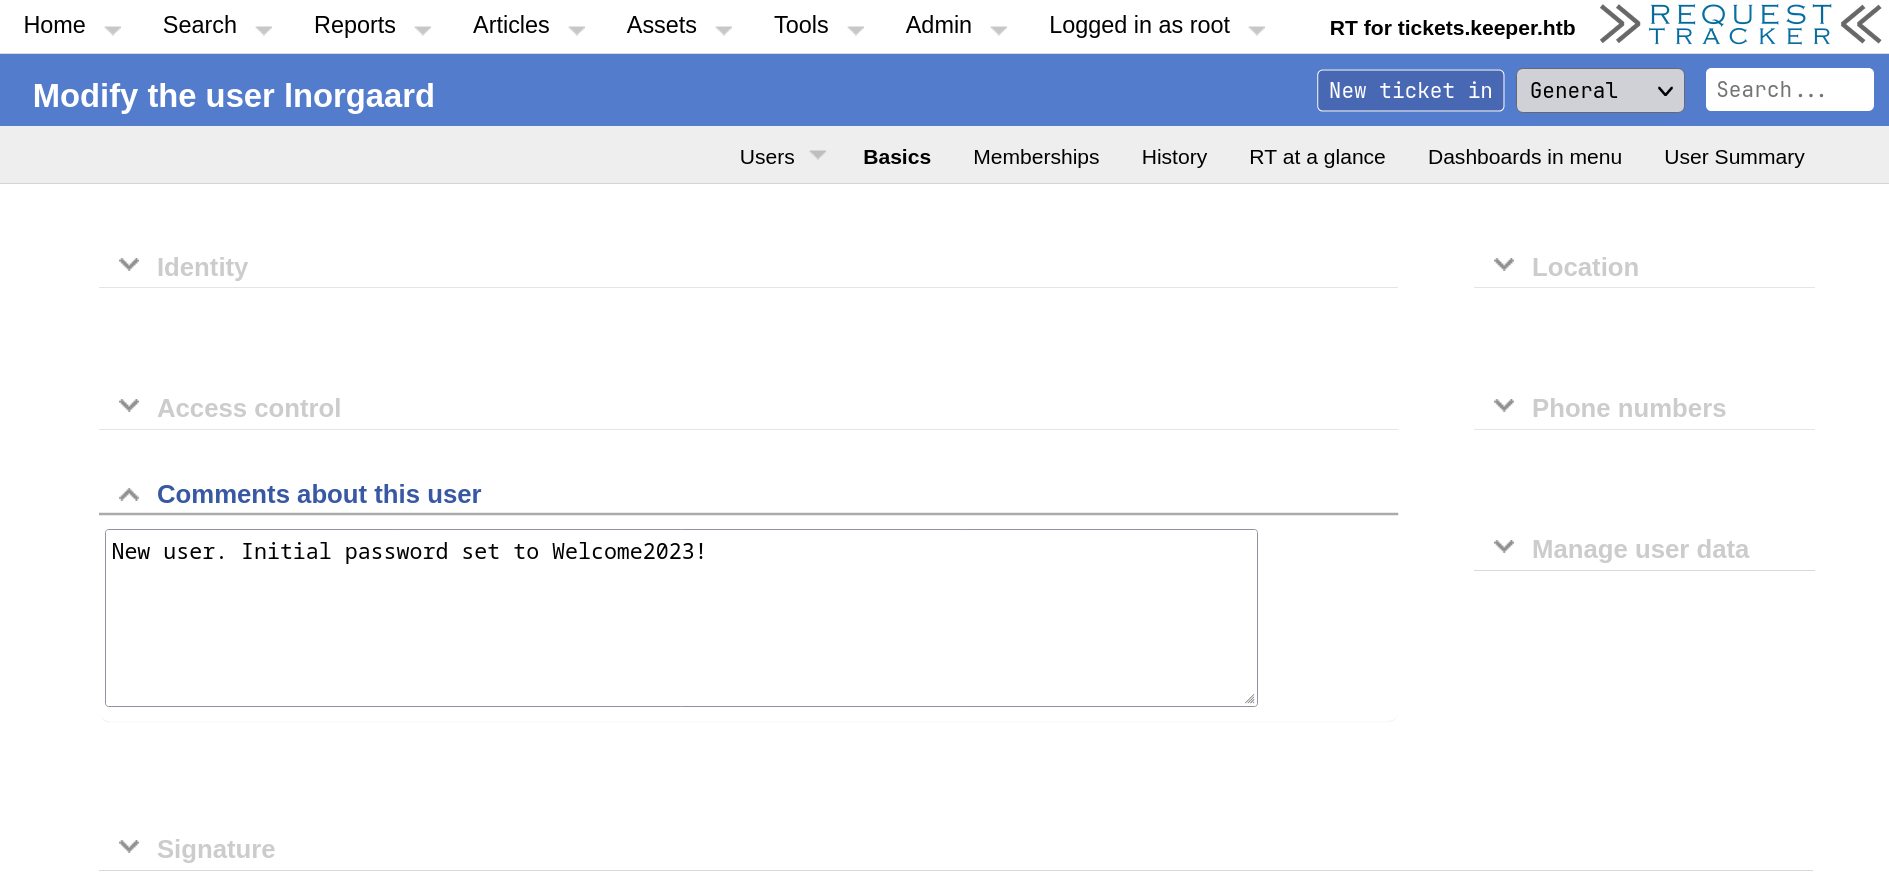 Home Search Reports Articles Assets Tools Admin Logged in as root RT for tickets.keeper.htb REQUEST TRACKER
Modify the user lnorgaard New ticket in General Search...
Users Basics Memberships History RT at a glance Dashboards in menu User Summary
Identity Location
Access control Phone numbers
Comments about this user
New user. Initial password set to Welcome2023!
Manage user data
Signature